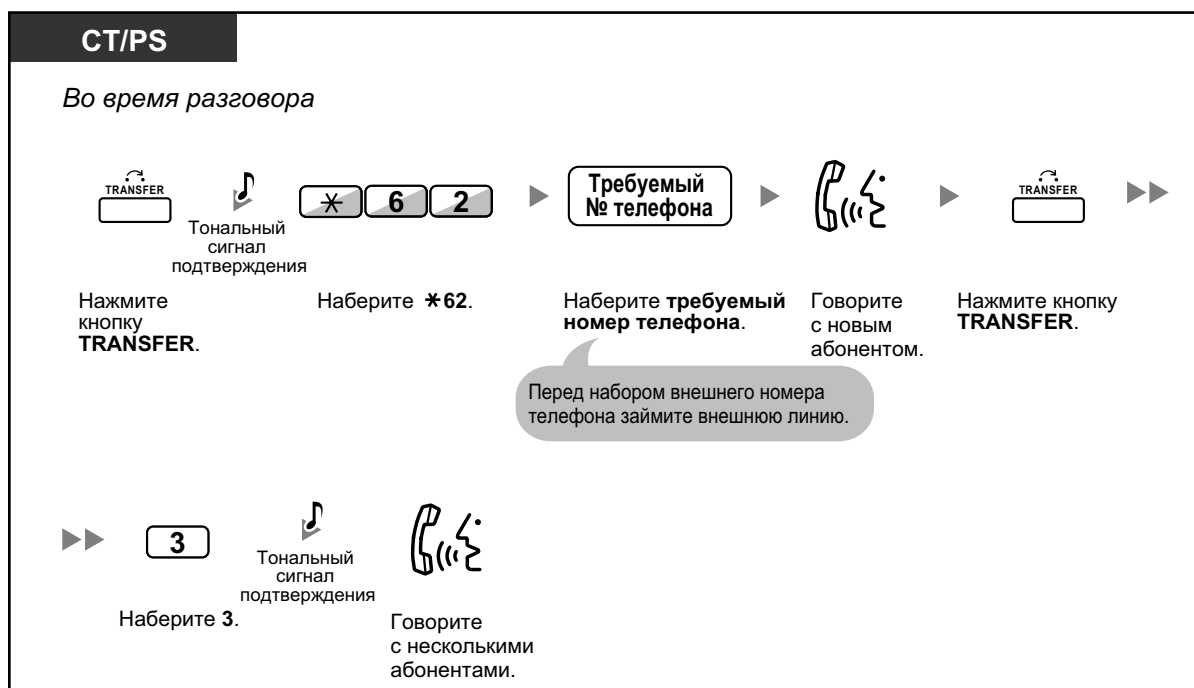 CT/PS
Во время разговора
TRANSFER
Тональный
сигнал
подтверждения
✳ 6 2
Требуемый
№ телефона
TRANSFER
Нажмите
кнопку
TRANSFER.
Наберите ✳62.
Наберите требуемый
номер телефона.
Говорите
с новым
абонентом.
Нажмите кнопку
TRANSFER.
Перед набором внешнего номера
телефона займите внешнюю линию.
3
Тональный
сигнал
подтверждения
Наберите 3.
Говорите
с несколькими
абонентами.